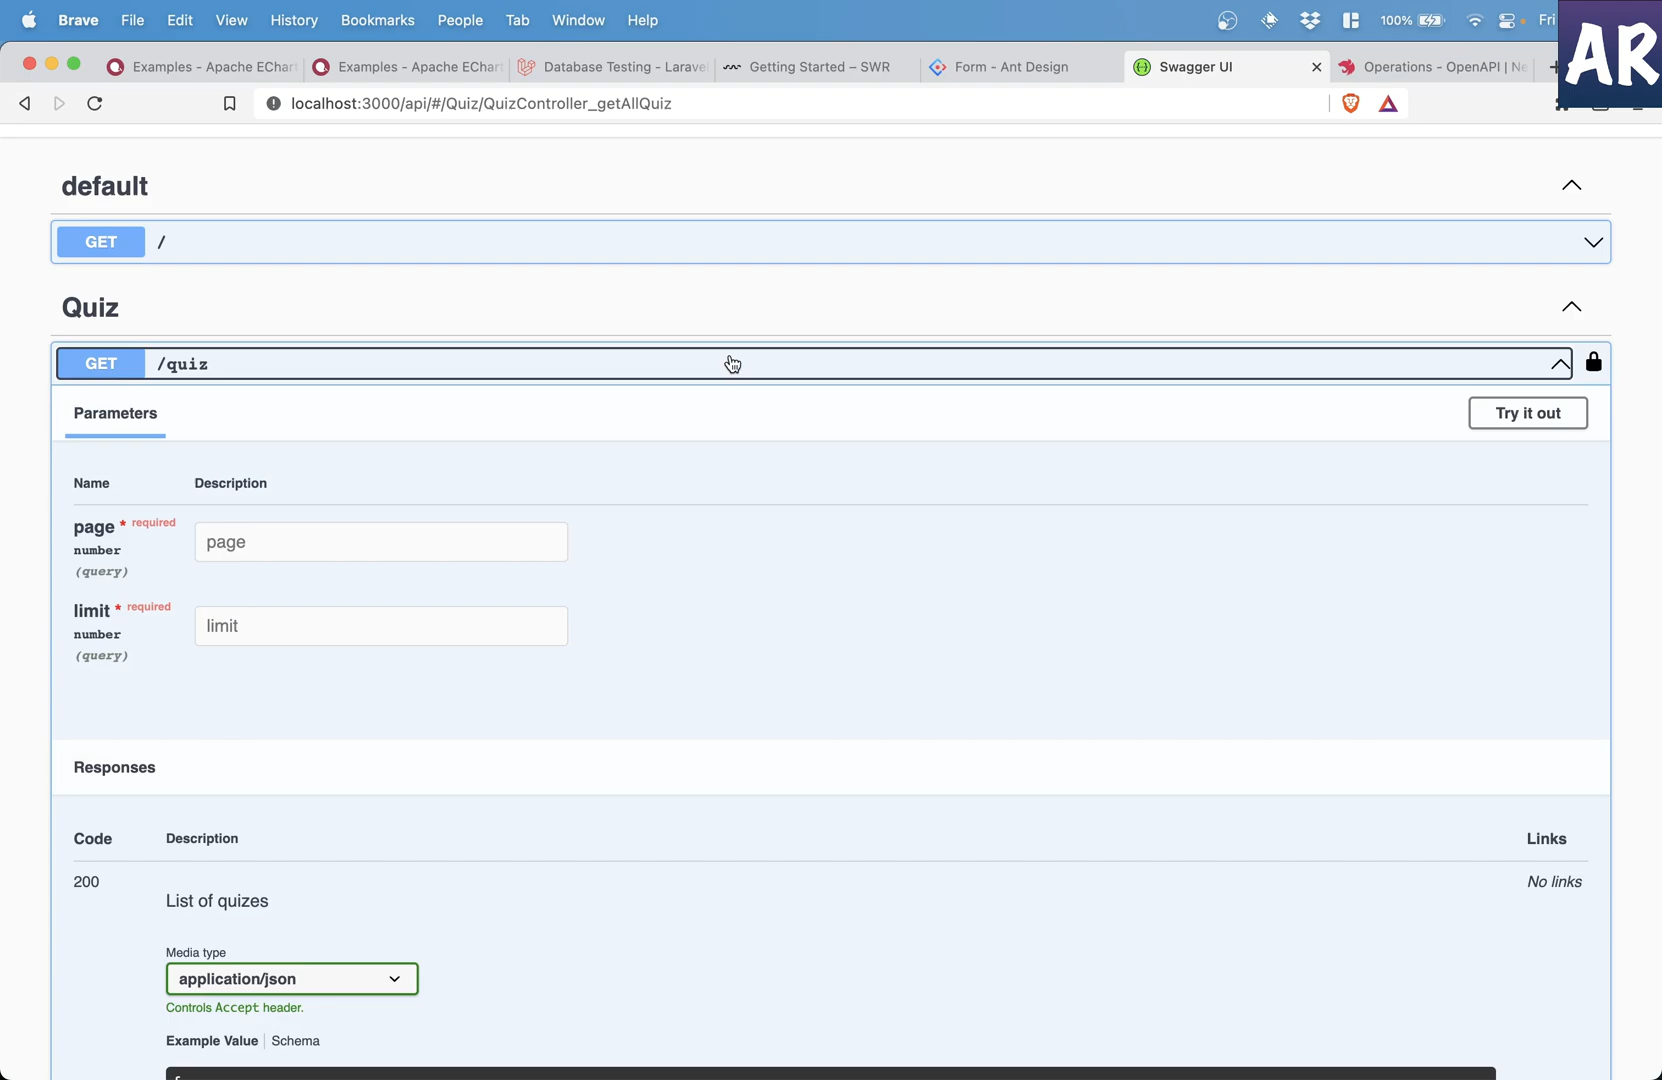 Brave File Edit View History Bookmarks People Tab Window Help 100% Fri
AR
Examples - Apache EChart Examples - Apache EChart Database Testing - Laravel Getting Started – SWR Form - Ant Design Swagger UI Operations - OpenAPI | Ne
localhost:3000/api/#/Quiz/QuizController_getAllQuiz
default
GET /
Quiz
GET /quiz
Parameters
Try it out
Name Description
page * required
number
(query)
page
limit * required
number
(query)
limit
Responses
Code Description Links
200 No links
List of quizes
Media type
application/json
Controls Accept header.
Example Value Schema